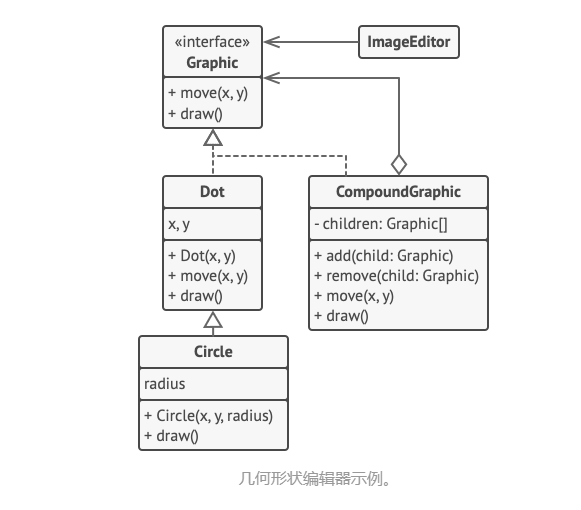 «interface»
Graphic
+ move(x, y)
+ draw()
ImageEditor
Dot
x, y
+ Dot(x, y)
+ move(x, y)
+ draw()
CompoundGraphic
- children: Graphic[]
+ add(child: Graphic)
+ remove(child: Graphic)
+ move(x, y)
+ draw()
Circle
radius
+ Circle(x, y, radius)
+ draw()
几何形状编辑器示例。